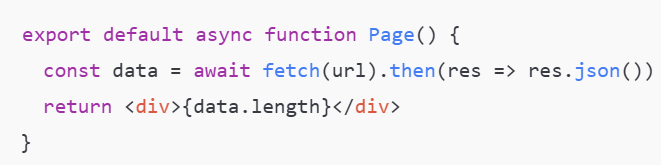 export default async function Page() {
  const data = await fetch(url).then(res => res.json())
  return <div>{data.length}</div>
}